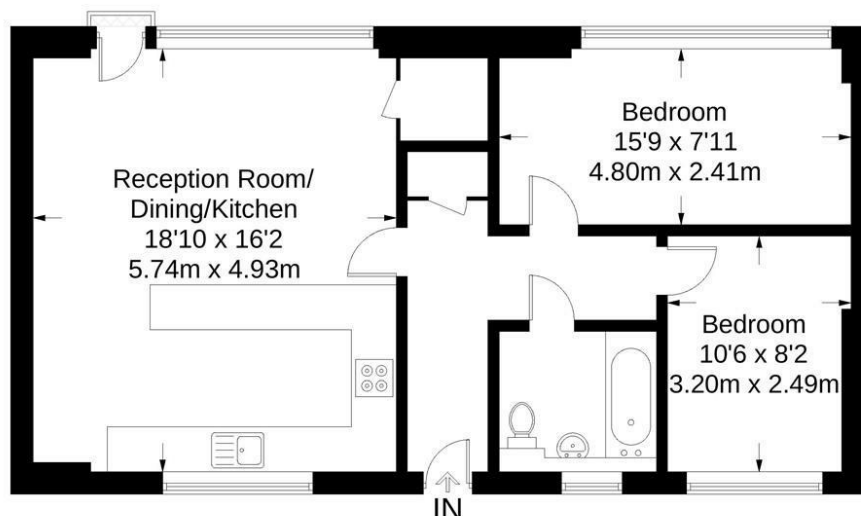 Reception Room/
Dining/Kitchen
18'10 x 16'2
5.74m x 4.93m
Bedroom
15'9 x 7'11
4.80m x 2.41m
Bedroom
10'6 x 8'2
3.20m x 2.49m
IN